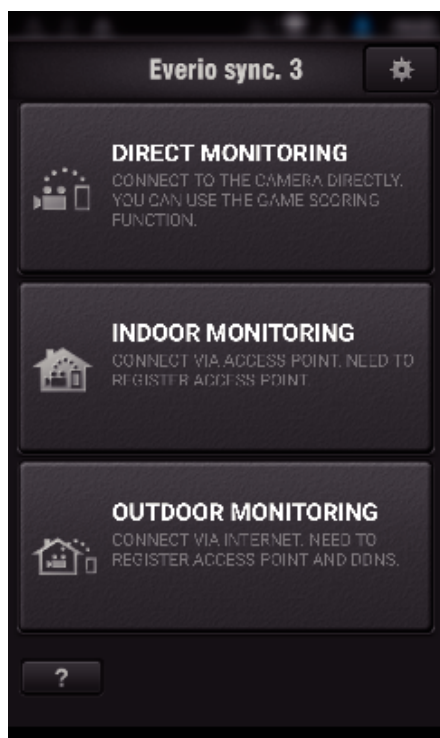 Everio sync. 3
DIRECT MONITORING
CONNECT TO THE CAMERA DIRECTLY.
YOU CAN USE THE GAME SCORING
FUNCTION.
INDOOR MONITORING
CONNECT VIA ACCESS POINT. NEED TO
REGISTER ACCESS POINT.
OUTDOOR MONITORING
CONNECT VIA INTERNET. NEED TO
REGISTER ACCESS POINT AND DDNS.
?